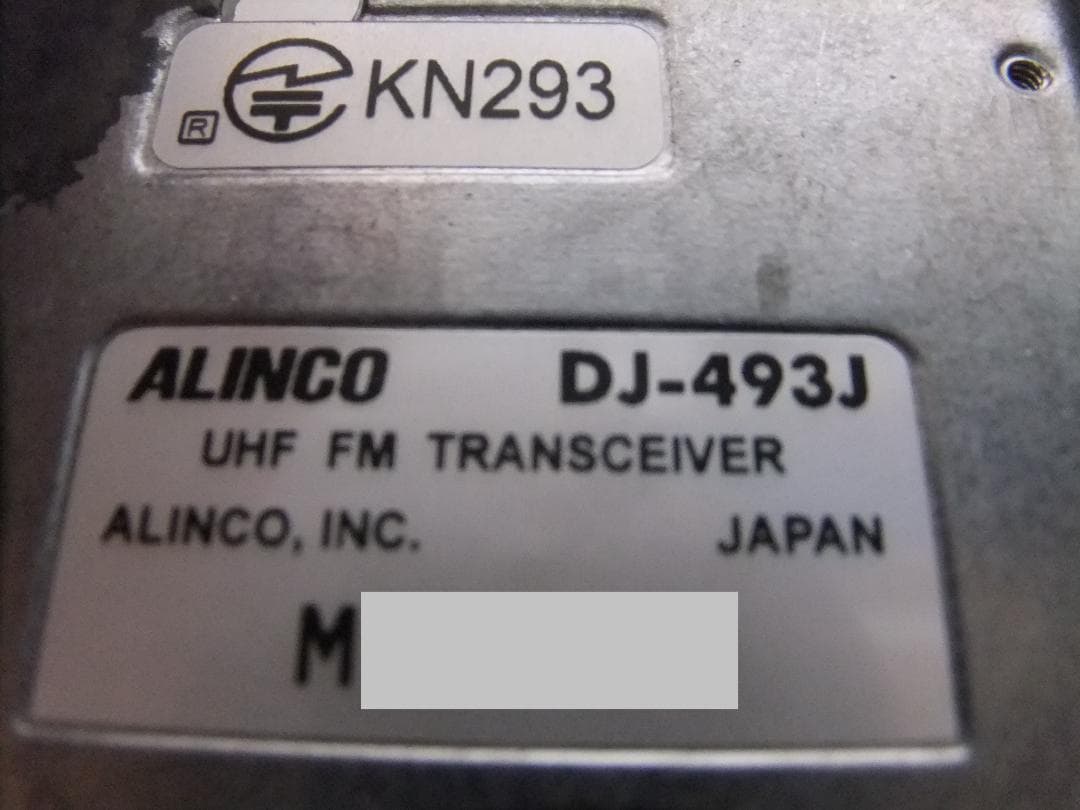 R KN293
ALINCO DJ-493J
UHF FM TRANSCEIVER
ALINCO, INC. JAPAN
M